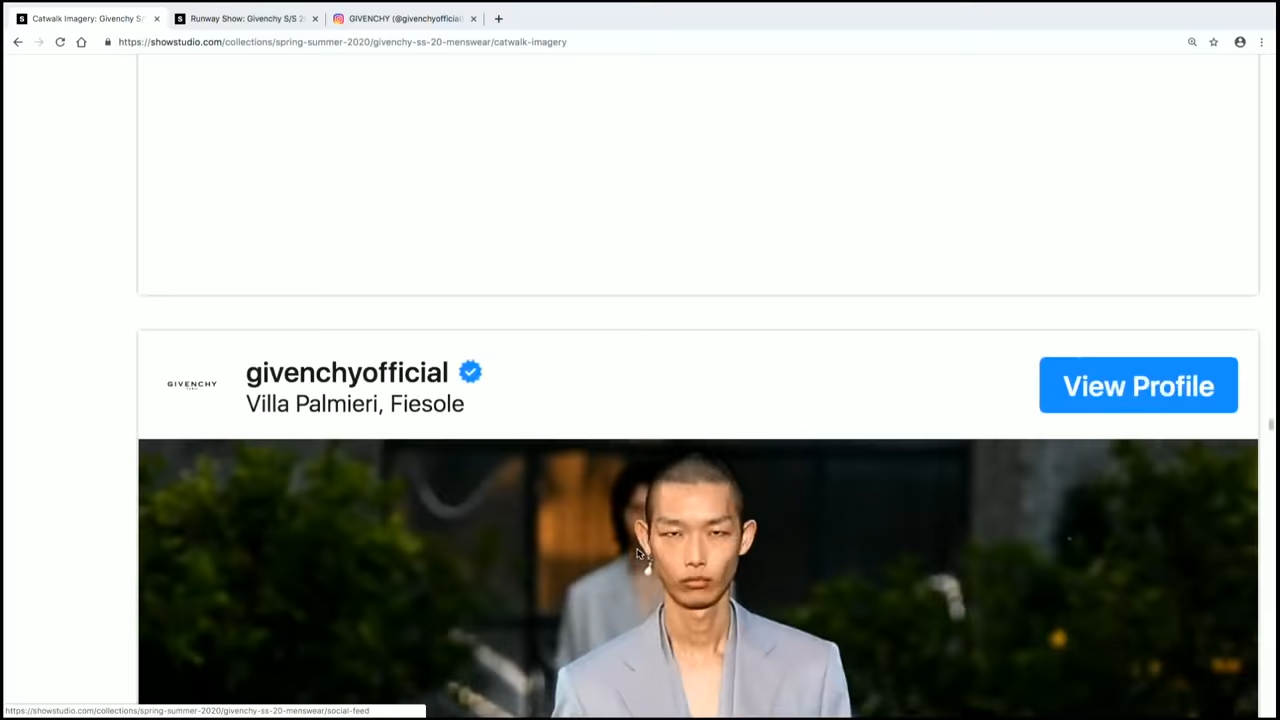 Catwalk Imagery: Givenchy S/
Runway Show: Givenchy S/S 2
GIVENCHY (@givenchyofficial
https://showstudio.com/collections/spring-summer-2020/givenchy-ss-20-menswear/catwalk-imagery
givenchyofficial
GIVENCHY
Villa Palmieri, Fiesole
View Profile
https://showstudio.com/collections/spring-summer-2020/givenchy-ss-20-menswear/social-feed